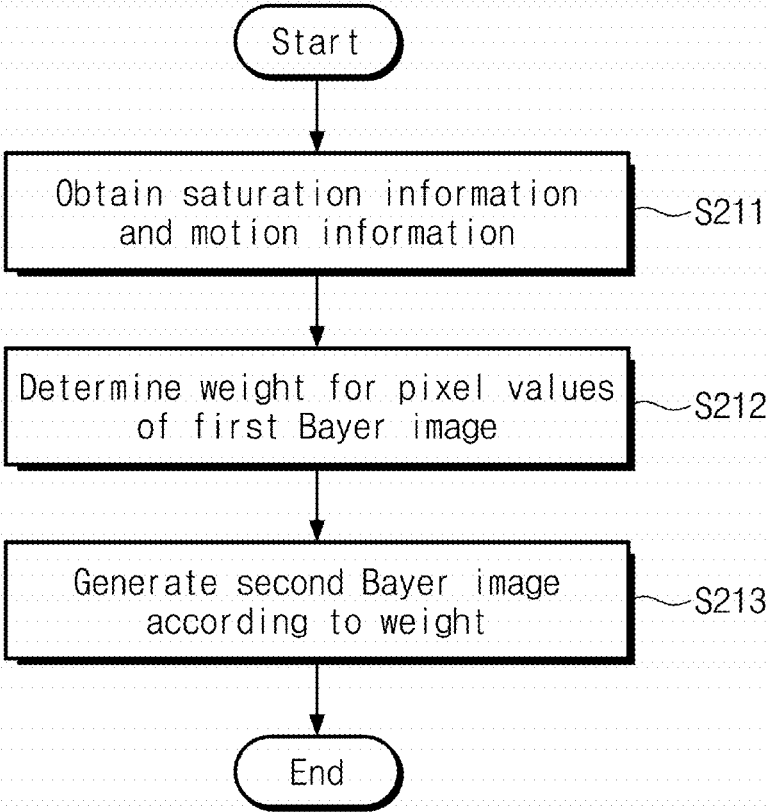 Start
Obtain saturation information
and motion information
S211
Determine weight for pixel values
of first Bayer image
S212
Generate second Bayer image
according to weight
S213
End